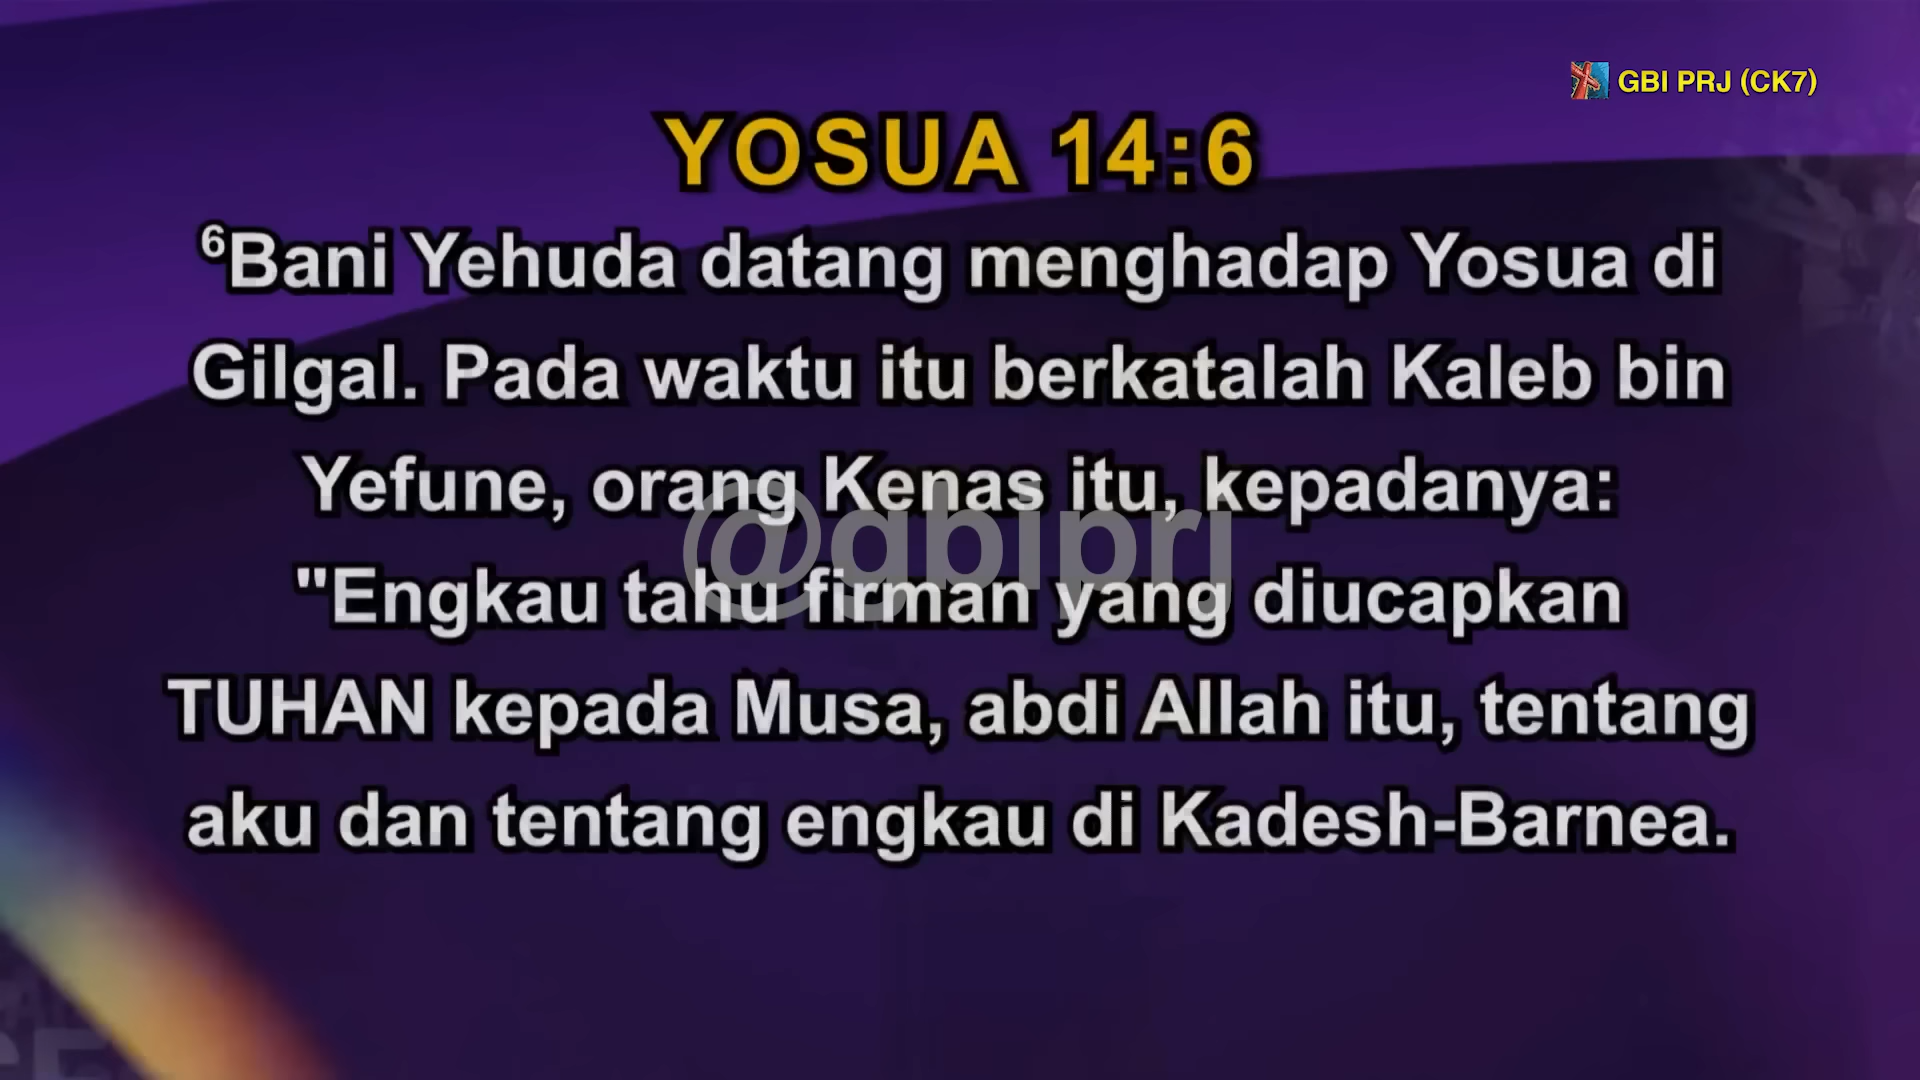 GBI PRJ (CK7)
YOSUA 14:6
⁶Bani Yehuda datang menghadap Yosua di
Gilgal. Pada waktu itu berkatalah Kaleb bin
Yefune, orang Kenas itu, kepadanya:
"Engkau tahu firman yang diucapkan
TUHAN kepada Musa, abdi Allah itu, tentang
aku dan tentang engkau di Kadesh-Barnea.
@gbiprj